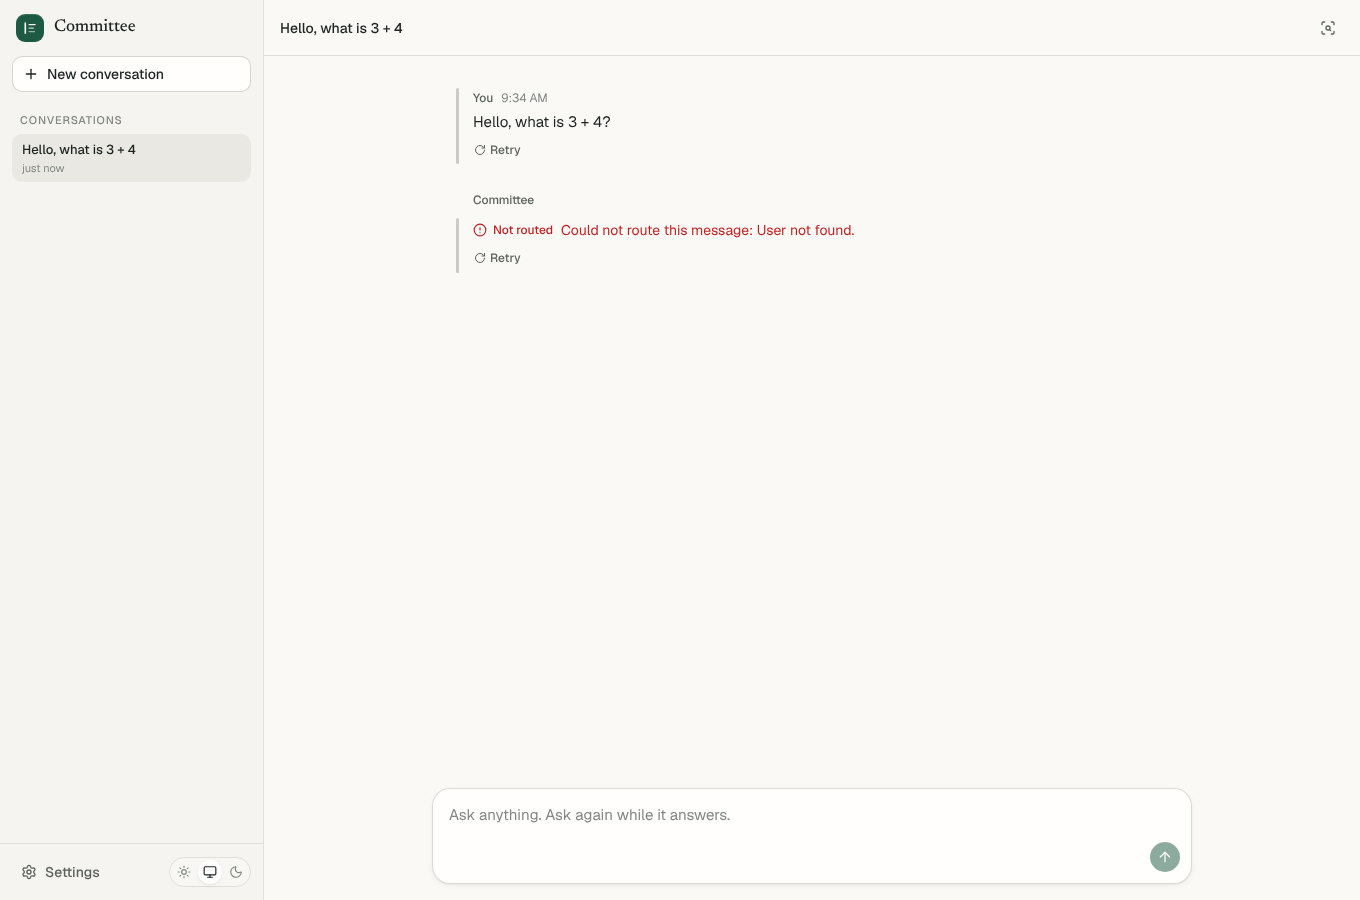 Committee
New conversation
CONVERSATIONS
Hello, what is 3 + 4
just now
Settings
Hello, what is 3 + 4
You 9:34 AM
Hello, what is 3 + 4?
Retry
Committee
Not routed Could not route this message: User not found.
Retry
Ask anything. Ask again while it answers.